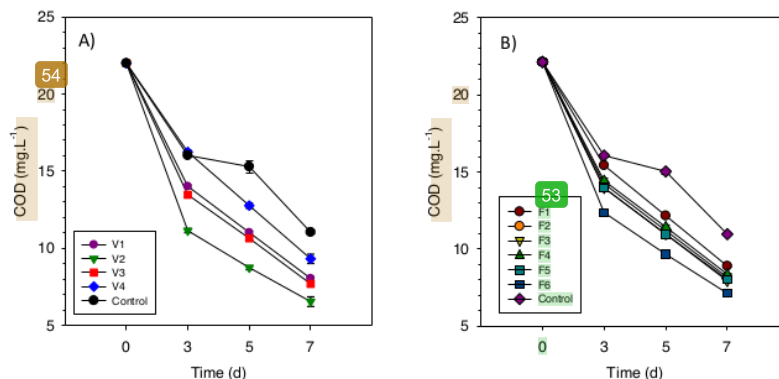 A)
25
20
15
10
5
54
COD (mg.L-1)
V1
V2
V3
V4
Control
0 3 5 7
Time (d)
B)
25
20
15
10
5
53
COD (mg.L-1)
F1
F2
F3
F4
F5
F6
Control
0 3 5 7
Time (d)